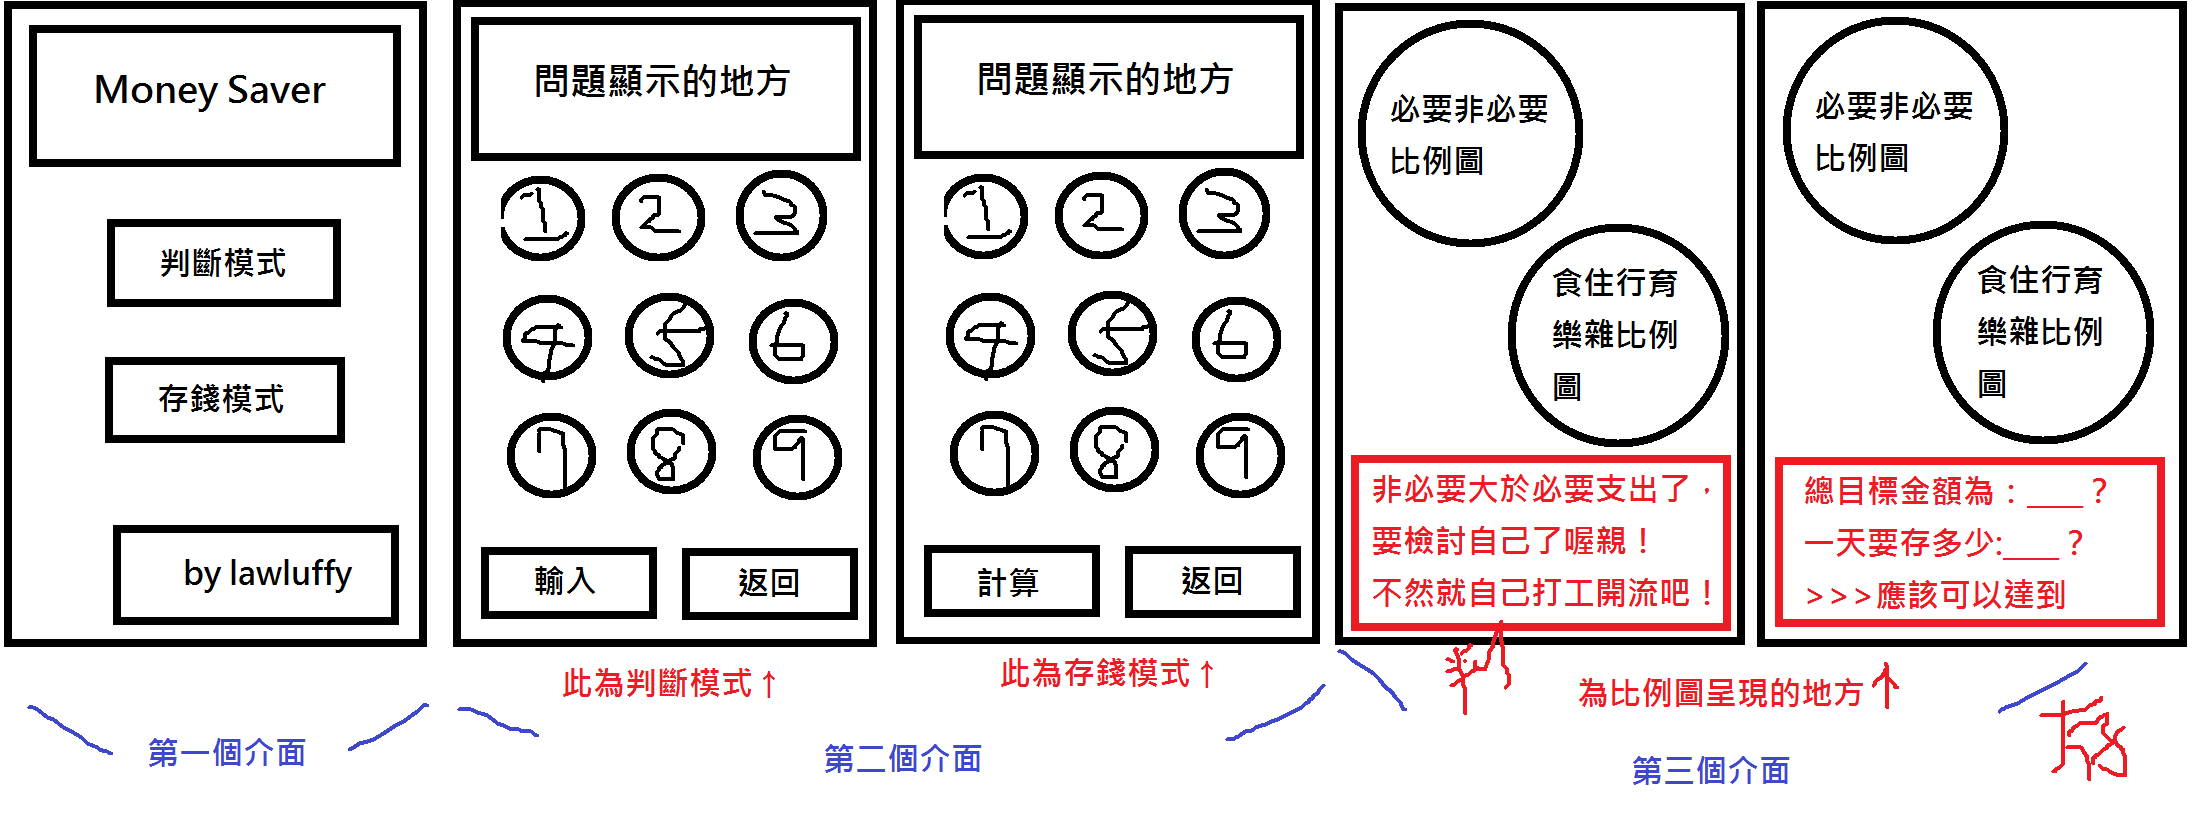 Money Saver
判斷模式
存錢模式
by lawluffy
第一個介面
問題顯示的地方
1 2 3
4 5 6
7 8 9
輸入 返回
此為判斷模式↑
問題顯示的地方
1 2 3
4 5 6
7 8 9
計算 返回
此為存錢模式↑
第二個介面
必要非必要
比例圖
食住行育
樂雜比例
圖
非必要大於必要支出了，
要檢討自己了喔親！
不然就自己打工開流吧！
判
必要非必要
比例圖
食住行育
樂雜比例
圖
總目標金額為：____？
一天要存多少:____？
>>>應該可以達到
為比例圖呈現的地方↑
存
第三個介面